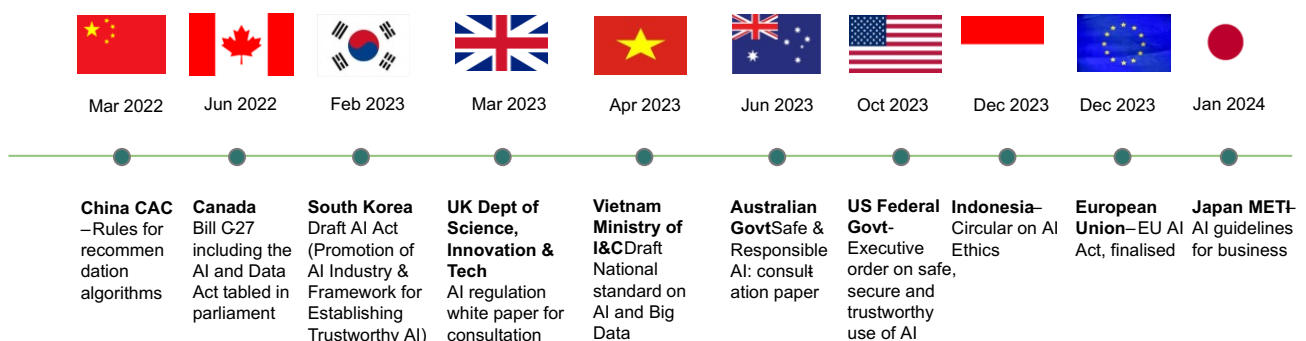 Mar 2022
Jun 2022
Feb 2023
Mar 2023
Apr 2023
Jun 2023
Oct 2023
Dec 2023
Dec 2023
Jan 2024
China CAC
–Rules for
recommen
dation
algorithms
Canada
Bill C-27
including the
AI and Data
Act tabled in
parliament
South Korea
Draft AI Act
(Promotion of
AI Industry &
Framework for
Establishing
Trustworthy AI)
UK Dept of
Science,
Innovation &
Tech
AI regulation
white paper for
consultation
Vietnam
Ministry of
I&CDraft
National
standard on
AI and Big
Data
Australian
GovtSafe &
Responsible
AI: consult-
ation paper
US Federal
Govt-
Executive
order on safe,
secure and
trustworthy
use of AI
Indonesia–
Circular on AI
Ethics
European
Union–EU AI
Act, finalised
Japan METI–
AI guidelines
for business